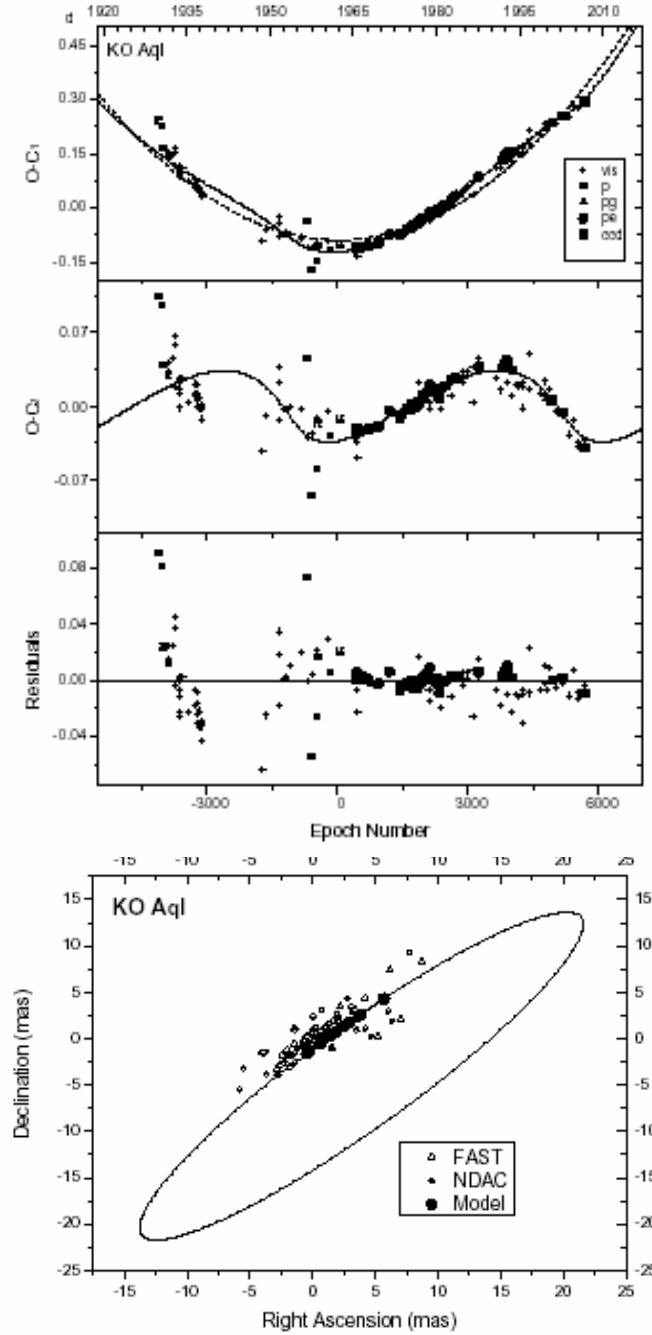 d
1920 1935 1950 1965 1980 1995 2010
KO Aql
0.45
0.30
0.15
0.00
-0.15
O-C₁
vis
p
pg
pe
ccd
0.07
0.00
-0.07
O-C₂
0.08
0.04
0.00
-0.04
Residuals
-3000 0 3000 6000
Epoch Number
-15 -10 -5 0 5 10 15 20 25
KO Aql
15 15
10 10
5 5
0 0
-5 -5
-10 -10
-15 -15
-20 -20
-25 -25
Declination (mas)
FAST
NDAC
Model
-15 -10 -5 0 5 10 15 20 25
Right Ascension (mas)